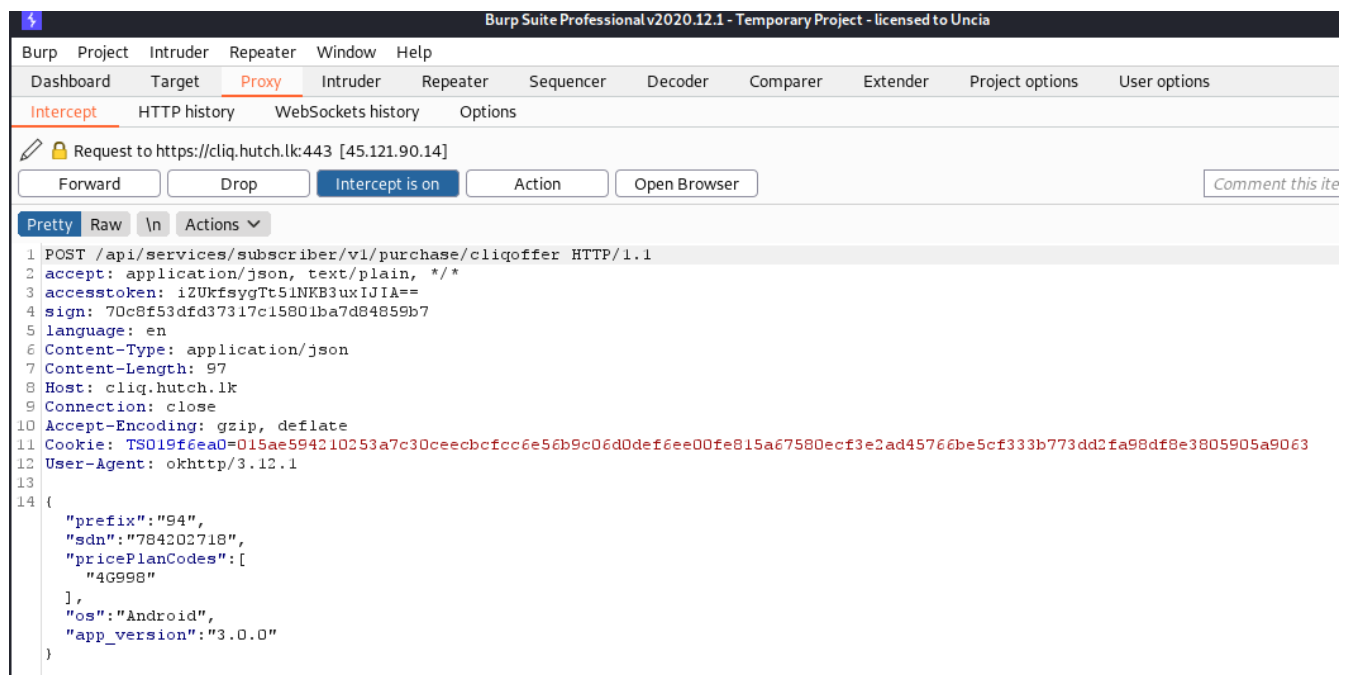 Burp Suite Professional v2020.12.1 - Temporary Project - licensed to Uncia
Burp Project Intruder Repeater Window Help
Dashboard Target Proxy Intruder Repeater Sequencer Decoder Comparer Extender Project options User options
Intercept HTTP history WebSockets history Options
Request to https://cliq.hutch.lk:443 [45.121.90.14]
Forward Drop Intercept is on Action Open Browser Comment this ite
Pretty Raw \n Actions
1 POST /api/services/subscriber/v1/purchase/cliqoffer HTTP/1.1
2 accept: application/json, text/plain, */*
3 accesstoken: iZUkfsygTt51NKB3uxIJIA==
4 sign: 70c8f53dfd37317c15801ba7d84859b7
5 language: en
6 Content-Type: application/json
7 Content-Length: 97
8 Host: cliq.hutch.lk
9 Connection: close
10 Accept-Encoding: gzip, deflate
11 Cookie: TS019f6ea0=015ae594210253a7c30ceecbcfcc6e56b9c06d0def6ee00fe815a67580ecf3e2ad45766be5cf333b773dd2fa98df8e3805905a9063
12 User-Agent: okhttp/3.12.1
13
14 {
"prefix":"94",
"sdn":"784202718",
"pricePlanCodes":[
"4G998"
],
"os":"Android",
"app_version":"3.0.0"
}